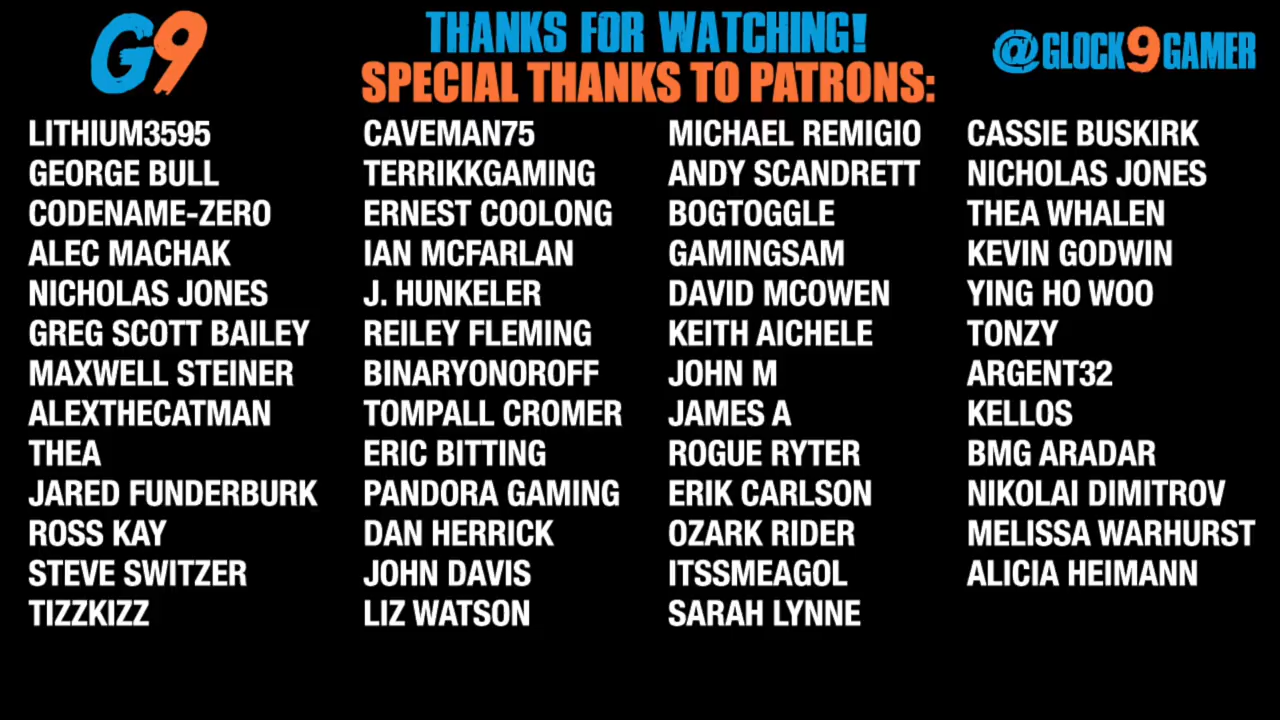 G9
THANKS FOR WATCHING!
SPECIAL THANKS TO PATRONS:
@GLOCK9GAMER
LITHIUM3595
GEORGE BULL
CODENAME-ZERO
ALEC MACHAK
NICHOLAS JONES
GREG SCOTT BAILEY
MAXWELL STEINER
ALEXTHECATMAN
THEA
JARED FUNDERBURK
ROSS KAY
STEVE SWITZER
TIZZKIZZ
CAVEMAN75
TERRIKKGAMING
ERNEST COOLONG
IAN MCFARLAN
J. HUNKELER
REILEY FLEMING
BINARYONOROFF
TOMPALL CROMER
ERIC BITTING
PANDORA GAMING
DAN HERRICK
JOHN DAVIS
LIZ WATSON
MICHAEL REMIGIO
ANDY SCANDRETT
BOGTOGGLE
GAMINGSAM
DAVID MCOWEN
KEITH AICHELE
JOHN M
JAMES A
ROGUE RYTER
ERIK CARLSON
OZARK RIDER
ITSSMEAGOL
SARAH LYNNE
CASSIE BUSKIRK
NICHOLAS JONES
THEA WHALEN
KEVIN GODWIN
YING HO WOO
TONZY
ARGENT32
KELLOS
BMG ARADAR
NIKOLAI DIMITROV
MELISSA WARHURST
ALICIA HEIMANN